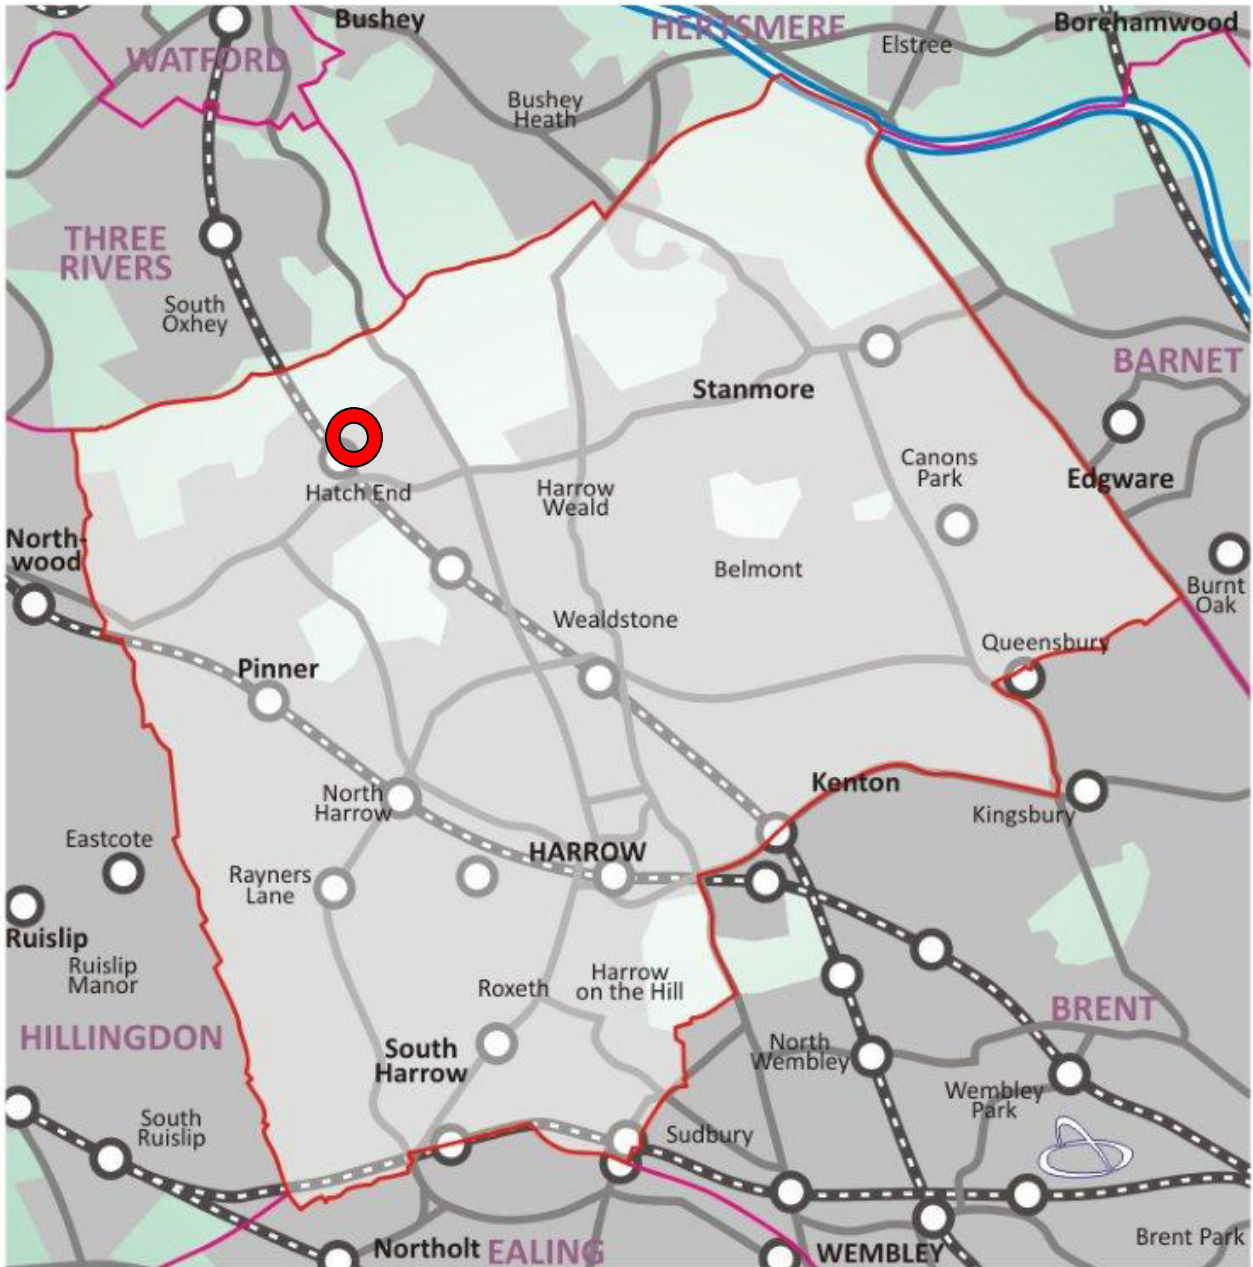 Bushey
HERTSMERE
Borehamwood
Elstree
WATFORD
Bushey
Heath
THREE
RIVERS
South
Oxhey
BARNET
Stanmore
Canons
Park
Edgware
Hatch End
Harrow
Weald
North-
wood
Belmont
Burnt
Oak
Wealdstone
Queensbury
Pinner
Kenton
North
Harrow
Kingsbury
Eastcote
HARROW
Rayners
Lane
Ruislip
Ruislip
Manor
Roxeth
Harrow
on the Hill
BRENT
HILLINGDON
South
Harrow
North
Wembley
Wembley
Park
South
Ruislip
Sudbury
Brent Park
Northolt
EALING
WEMBLEY